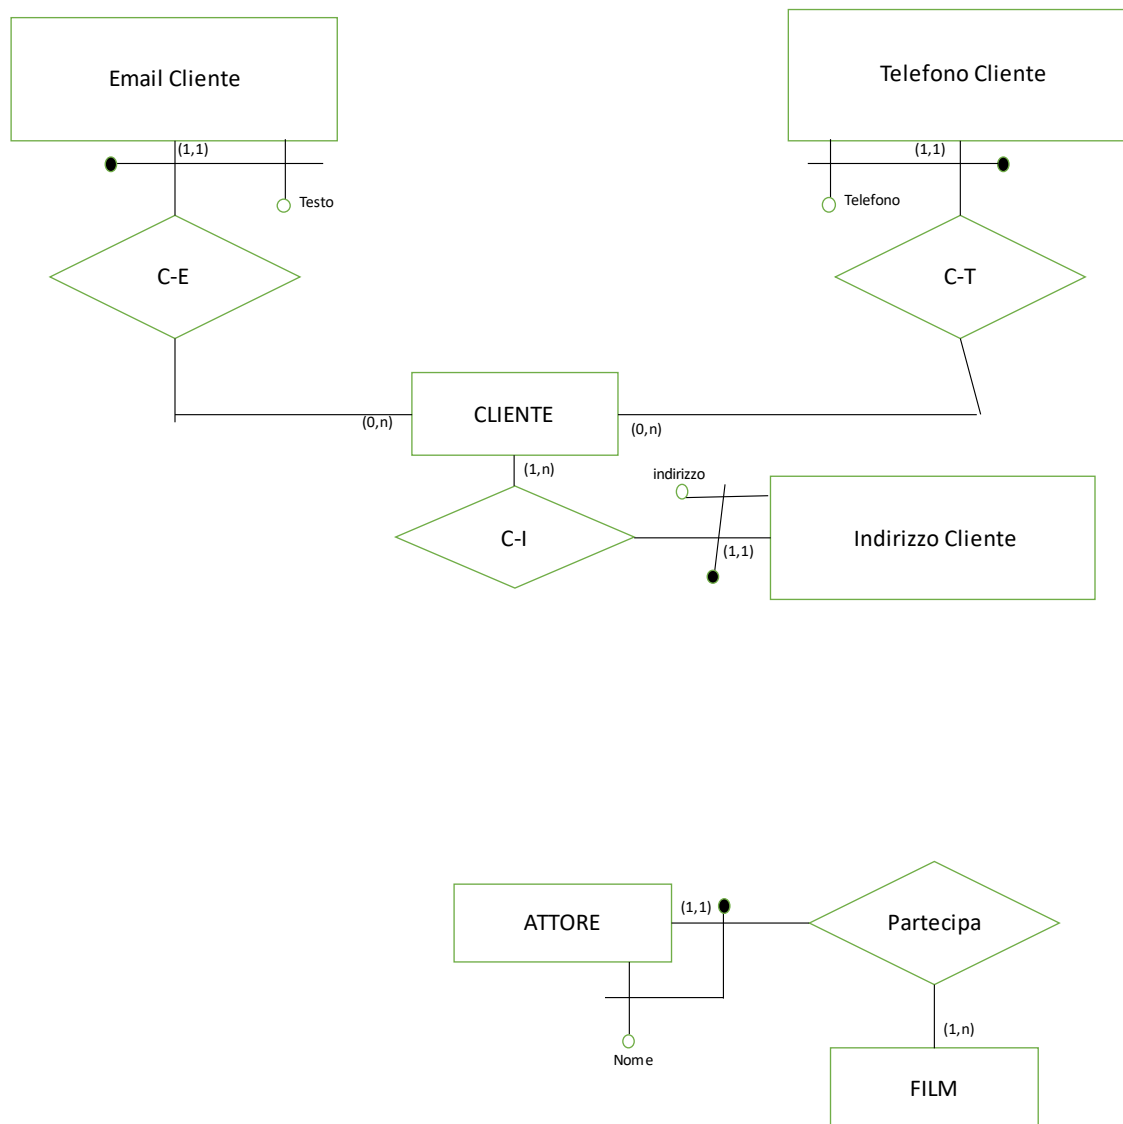 Email Cliente
Telefono Cliente
(1,1)
(1,1)
Testo
Telefono
C-E
C-T
CLIENTE
(0,n)
(0,n)
(1,n)
indirizzo
C-I
(1,1)
Indirizzo Cliente
ATTORE
(1,1)
Partecipa
(1,n)
Nome
FILM